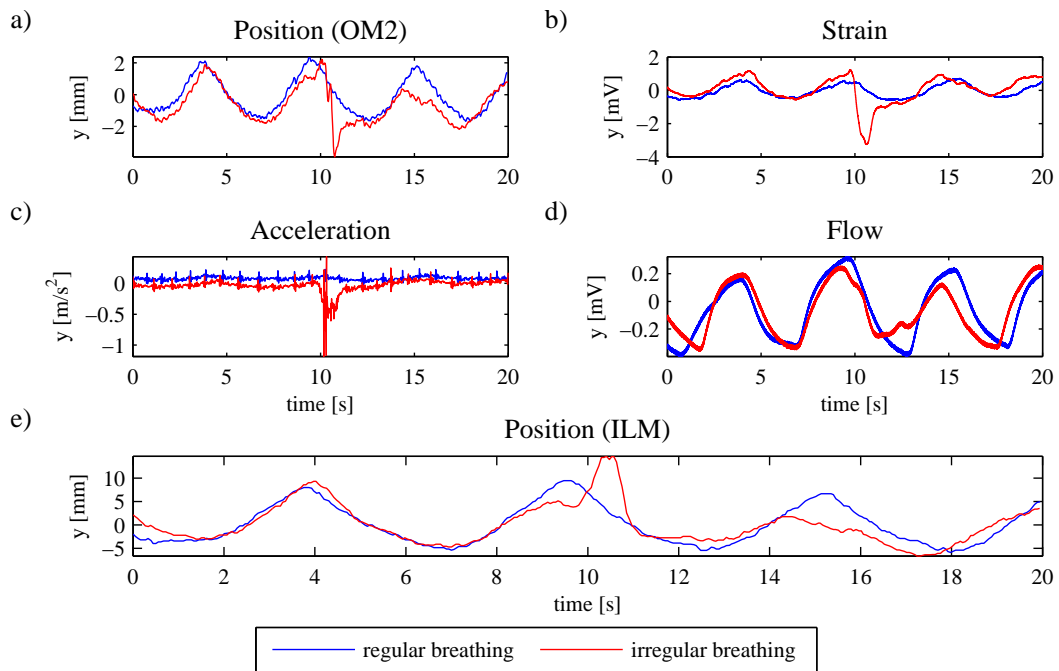 a)
Position (OM2)
y [mm]
2
0
−2
0 5 10 15 20
b)
Strain
y [mV]
2
0
−2
−4
0 5 10 15 20
c)
Acceleration
y [m/s²]
0
−0.5
−1
0 5 10 15 20
time [s]
d)
Flow
y [mV]
0.2
0
−0.2
0 5 10 15 20
time [s]
e)
Position (ILM)
y [mm]
10
5
0
−5
0 2 4 6 8 10 12 14 16 18 20
time [s]
regular breathing irregular breathing